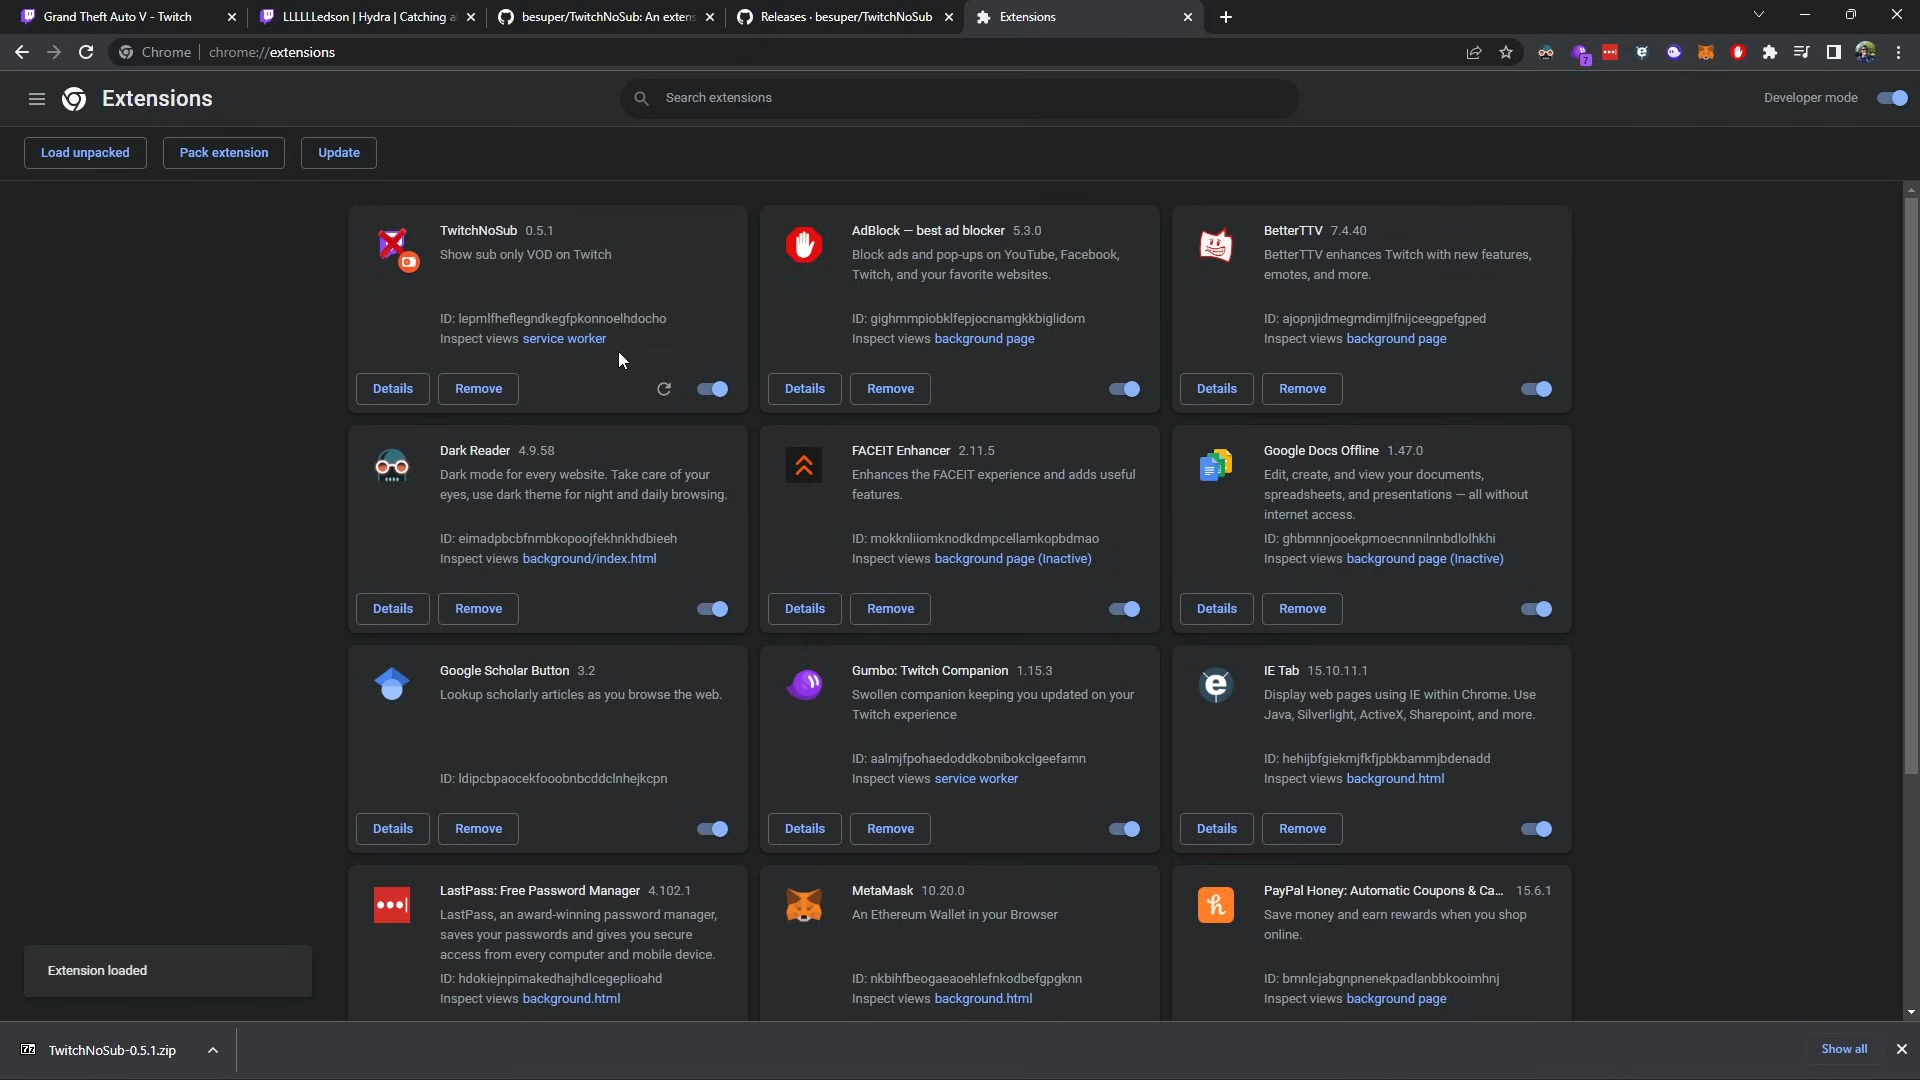 Grand Theft Auto V - Twitch
LLLLLLedson | Hydra | Catching a
besuper/TwitchNoSub: An extens
Releases · besuper/TwitchNoSub
Extensions
Chrome | chrome://extensions
7
Extensions
Search extensions
Developer mode
Load unpacked
Pack extension
Update
TwitchNoSub 0.5.1
Show sub only VOD on Twitch
ID: lepmlfheflegndkegfpkonnoelhdocho
Inspect views service worker
Details
Remove
AdBlock — best ad blocker 5.3.0
Block ads and pop-ups on YouTube, Facebook,
Twitch, and your favorite websites.
ID: gighmmpiobklfepjocnamgkkbiglidom
Inspect views background page
Details
Remove
BetterTTV 7.4.40
BetterTTV enhances Twitch with new features,
emotes, and more.
ID: ajopnjidmegmdimjlfnijceegpefgped
Inspect views background page
Details
Remove
Dark Reader 4.9.58
Dark mode for every website. Take care of your
eyes, use dark theme for night and daily browsing.
ID: eimadpbcbfnmbkopoojfekhnkhdbieeh
Inspect views background/index.html
Details
Remove
FACEIT Enhancer 2.11.5
Enhances the FACEIT experience and adds useful
features.
ID: mokknliiomknodkdmpcellamkopbdmao
Inspect views background page (Inactive)
Details
Remove
Google Docs Offline 1.47.0
Edit, create, and view your documents,
spreadsheets, and presentations — all without
internet access.
ID: ghbmnnjooekpmoecnnnilnnbdlolhkhi
Inspect views background page (Inactive)
Details
Remove
Google Scholar Button 3.2
Lookup scholarly articles as you browse the web.
ID: ldipcbpaocekfooobnbcddclnhejkcpn
Details
Remove
Gumbo: Twitch Companion 1.15.3
Swollen companion keeping you updated on your
Twitch experience
ID: aalmjfpohaedoddkobnibokclgeefamn
Inspect views service worker
Details
Remove
IE Tab 15.10.11.1
Display web pages using IE within Chrome. Use
Java, Silverlight, ActiveX, Sharepoint, and more.
ID: hehijbfgiekmjfkfjpbkbammjbdenadd
Inspect views background.html
Details
Remove
LastPass: Free Password Manager 4.102.1
LastPass, an award-winning password manager,
saves your passwords and gives you secure
access from every computer and mobile device.
ID: hdokiejnpimakedhajhdlcegeplioahd
Inspect views background.html
MetaMask 10.20.0
An Ethereum Wallet in your Browser
ID: nkbihfbeogaeaoehlefnkodbefgpgknn
Inspect views background.html
PayPal Honey: Automatic Coupons & Ca... 15.6.1
Save money and earn rewards when you shop
online.
ID: bmnlcjabgnpnenekpadlanbbkooimhnj
Inspect views background page
Extension loaded
TwitchNoSub-0.5.1.zip
Show all